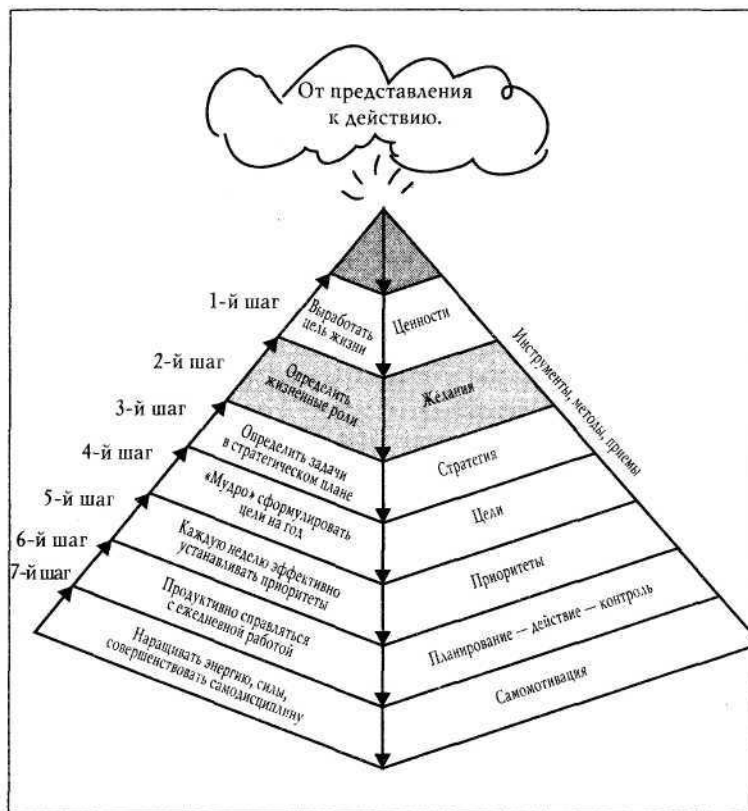 От представления
к действию.
1-й шаг
Выработать
цель жизни
Ценности
2-й шаг
Определить
жизненные роли
Желания
3-й шаг
Определить задачи
в стратегическом плане
Стратегия
4-й шаг
«Мудро» сформулировать
цели на год
Цели
5-й шаг
Каждую неделю эффективно
устанавливать приоритеты
Приоритеты
6-й шаг
Продуктивно справляться
с ежедневной работой
Планирование — действие — контроль
7-й шаг
Наращивать энергию, силы,
совершенствовать самодисциплину
Самомотивация
Инструменты, методы, приемы